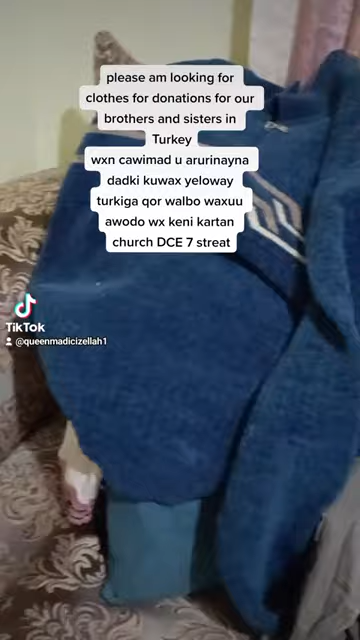 please am looking for
clothes for donations for our
brothers and sisters in
Turkey
wxn cawimad u arurinayna
dadki kuwax yeloway
turkiga qor walbo waxuu
awodo wx keni kartan
church DCE 7 streat
TikTok
@queenmadicizellah1